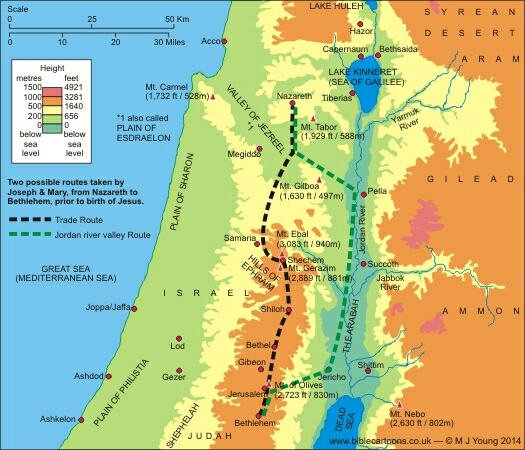 Scale
0 25 50 Km
0 10 20 30 Miles
Height
metres feet
1500 4921
1000 3281
500 1640
200 656
0 0
below below
sea sea
level level
*1 also called
PLAIN OF
ESDRAELON
Two possible routes taken by
Joseph & Mary, from Nazareth to
Bethlehem, prior to birth of Jesus.
Trade Route
Jordan river valley Route
GREAT SEA
(MEDITERRANEAN SEA)
LAKE HULEH
SYREAN
DESERT
ARAM
Hazor
Acco
Capernaum
Bethsaida
LAKE KINNERET
(SEA OF GALILEE)
Tiberias
Mt. Carmel
(1,732 ft / 528m)
VALLEY OF JEZREEL
*1
Nazareth
Mt. Tabor
(1,929 ft / 588m)
Yarmuk
River
Megiddo
Mt. Gilboa
(1,630 ft / 497m)
Pella
GILEAD
PLAIN OF SHARON
Jordan River
Samaria
Mt. Ebal
(3,083 ft / 940m)
Shechem
Mt. Gerazim
(2,889 ft / 881m)
HILLS OF
EPHRAIM
Succoth
Jabbok
River
ISRAEL
Joppa/Jaffa
Shiloh
THE ARABAH
AMMON
Lod
Bethel
Gibeon
Gezer
Jericho
Shittim
Ashdod
PLAIN OF PHILISTIA
Mt of Olives
(2,723 ft / 830m)
Jerusalem
Ashkelon
SHEPHELAH
Bethlehem
JUDAH
DEAD
SEA
Mt. Nebo
(2,630 ft / 802m)
www.biblecartoons.co.uk --- © M J Young 2014